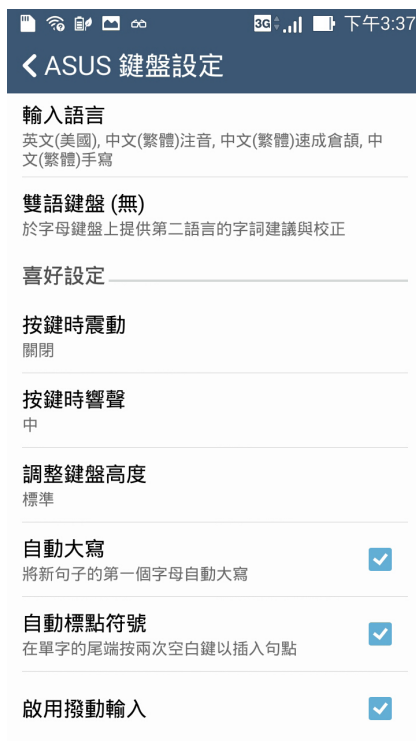 3G 下午3:37
ASUS 鍵盤設定
輸入語言
英文(美國), 中文(繁體)注音, 中文(繁體)速成倉頡, 中
文(繁體)手寫
雙語鍵盤 (無)
於字母鍵盤上提供第二語言的字詞建議與校正
喜好設定
按鍵時震動
關閉
按鍵時響聲
中
調整鍵盤高度
標準
自動大寫
將新句子的第一個字母自動大寫
自動標點符號
在單字的尾端按兩次空白鍵以插入句點
啟用撥動輸入